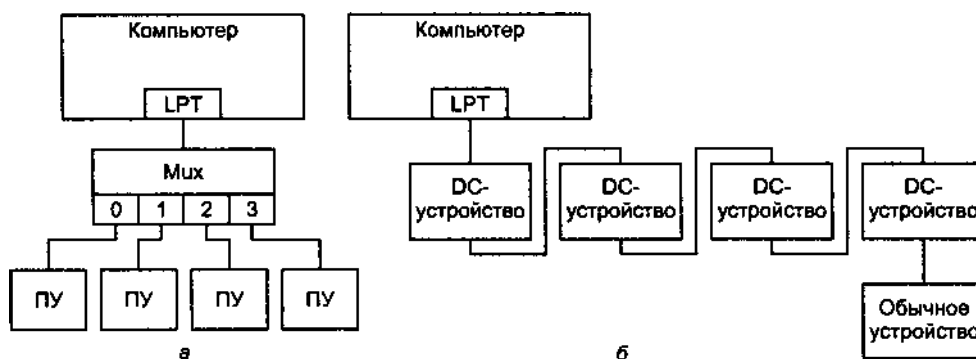 Компьютер
LPT
Mux
0 1 2 3
ПУ ПУ ПУ ПУ
а
Компьютер
LPT
DC-
устройство
DC-
устройство
DC-
устройство
DC-
устройство
Обычное
устройство
б